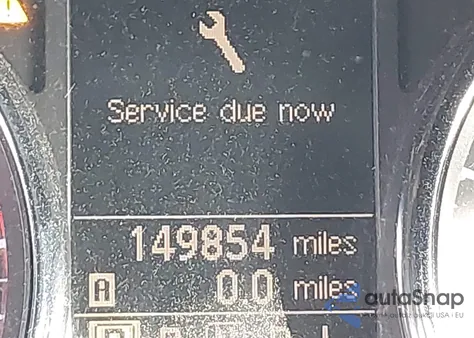 Service due now
149854 miles
A 0.0 miles
autoSnap